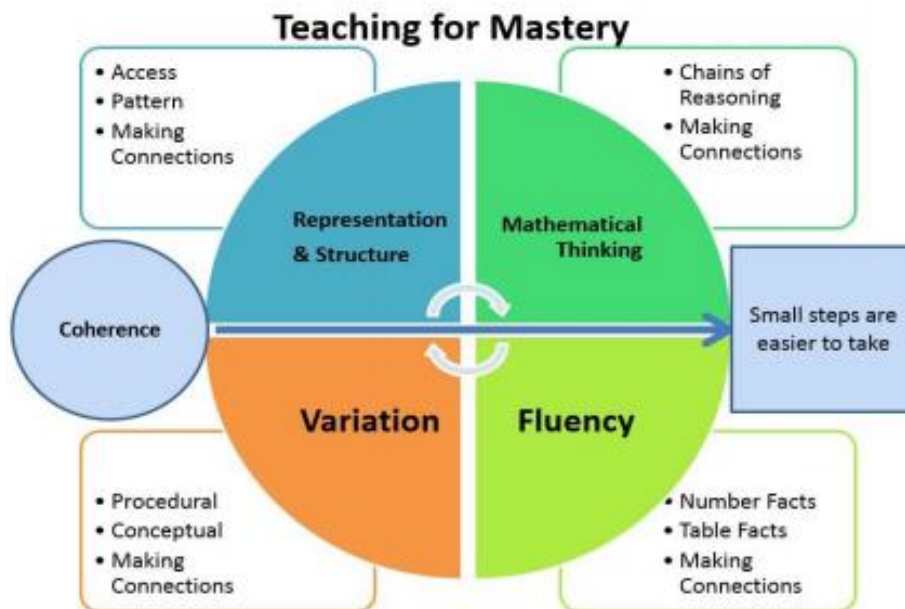 Teaching for Mastery
• Access
• Pattern
• Making
Connections
• Chains of
Reasoning
• Making
Connections
Representation
& Structure
Mathematical
Thinking
Coherence
Small steps are
easier to take
Variation
Fluency
• Procedural
• Conceptual
• Making
Connections
• Number Facts
• Table Facts
• Making
Connections